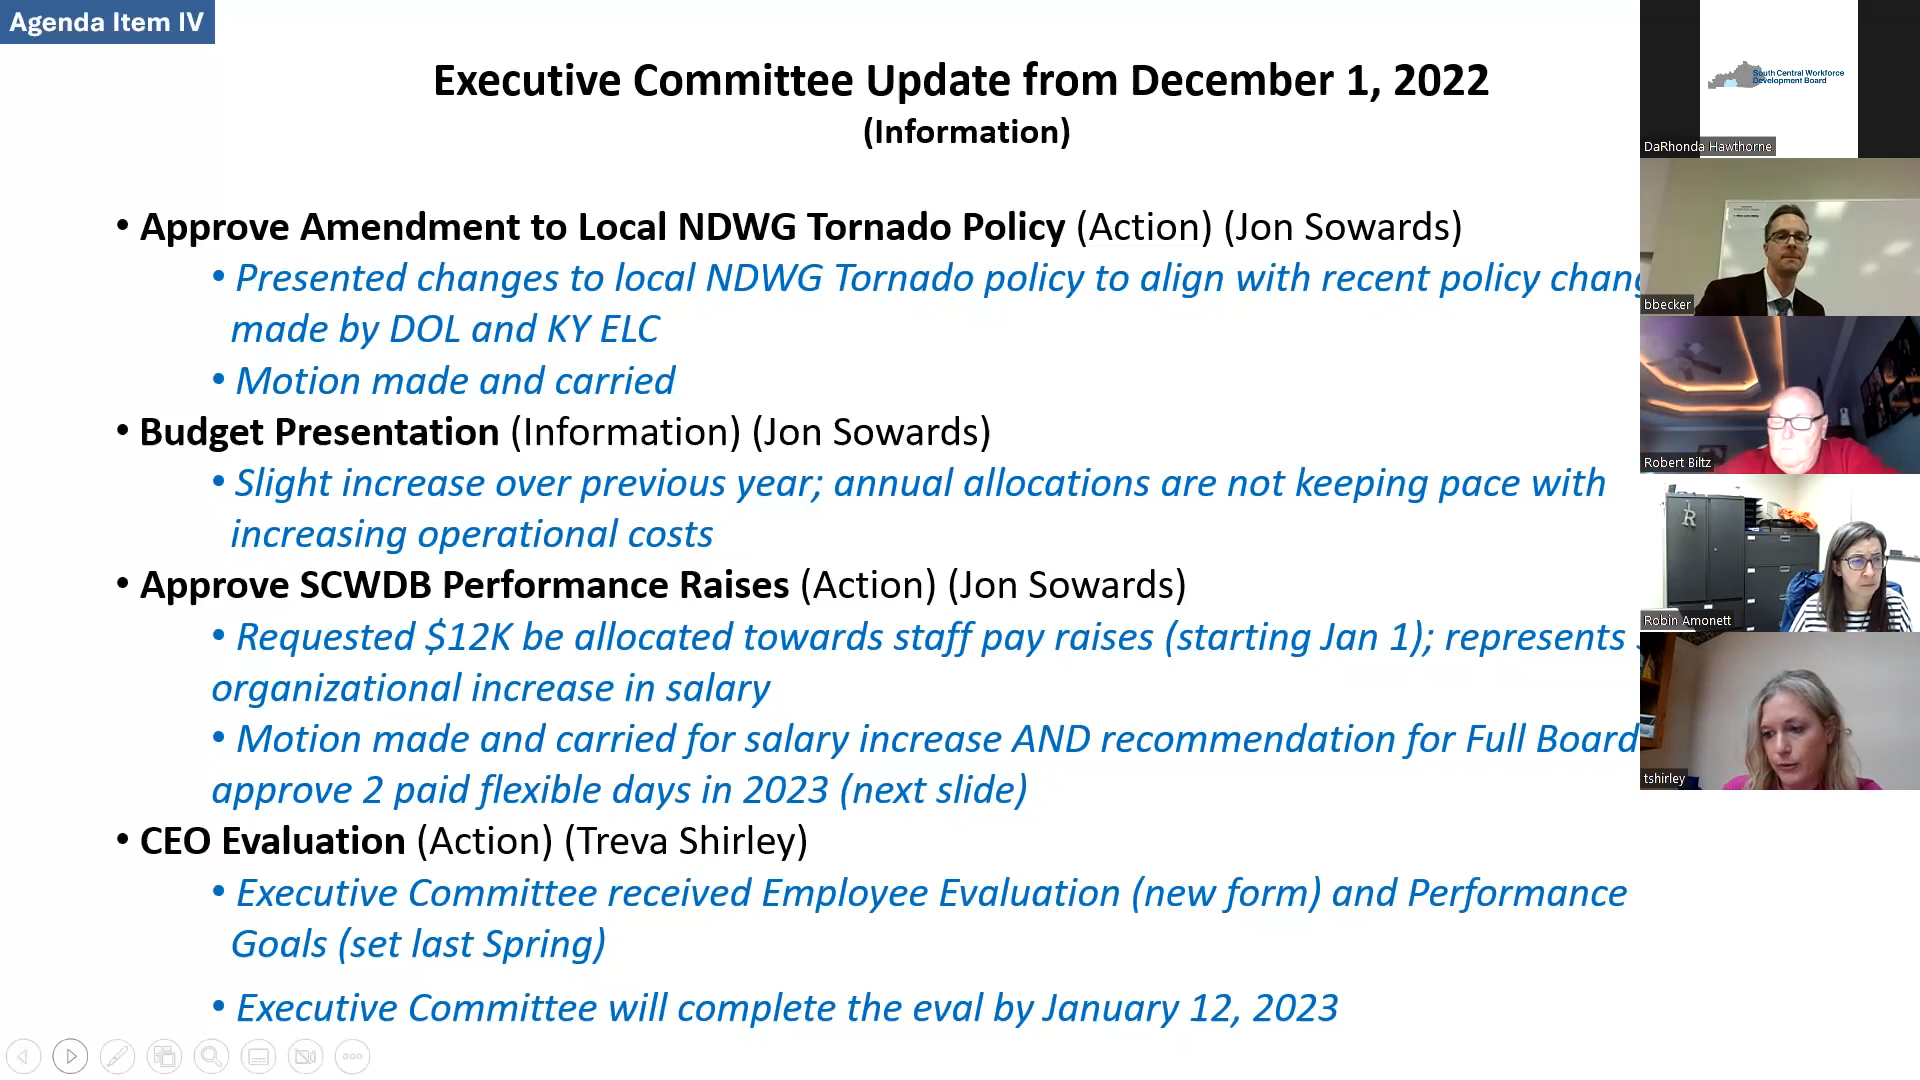 Agenda Item IV
Executive Committee Update from December 1, 2022
(Information)
• Approve Amendment to Local NDWG Tornado Policy (Action) (Jon Sowards)
• Presented changes to local NDWG Tornado policy to align with recent policy
made by DOL and KY ELC
• Motion made and carried
• Budget Presentation (Information) (Jon Sowards)
• Slight increase over previous year; annual allocations are not keeping pace with
increasing operational costs
• Approve SCWDB Performance Raises (Action) (Jon Sowards)
• Requested $12K be allocated towards staff pay raises (starting Jan 1); represents
organizational increase in salary
• Motion made and carried for salary increase AND recommendation for Full Board
approve 2 paid flexible days in 2023 (next slide)
• CEO Evaluation (Action) (Treva Shirley)
• Executive Committee received Employee Evaluation (new form) and Performance
Goals (set last Spring)
• Executive Committee will complete the eval by January 12, 2023
South Central Workforce
Development Board
DaRhonda Hawthorne
bbecker
Robert Biltz
R
Robin Amonett
tshirley